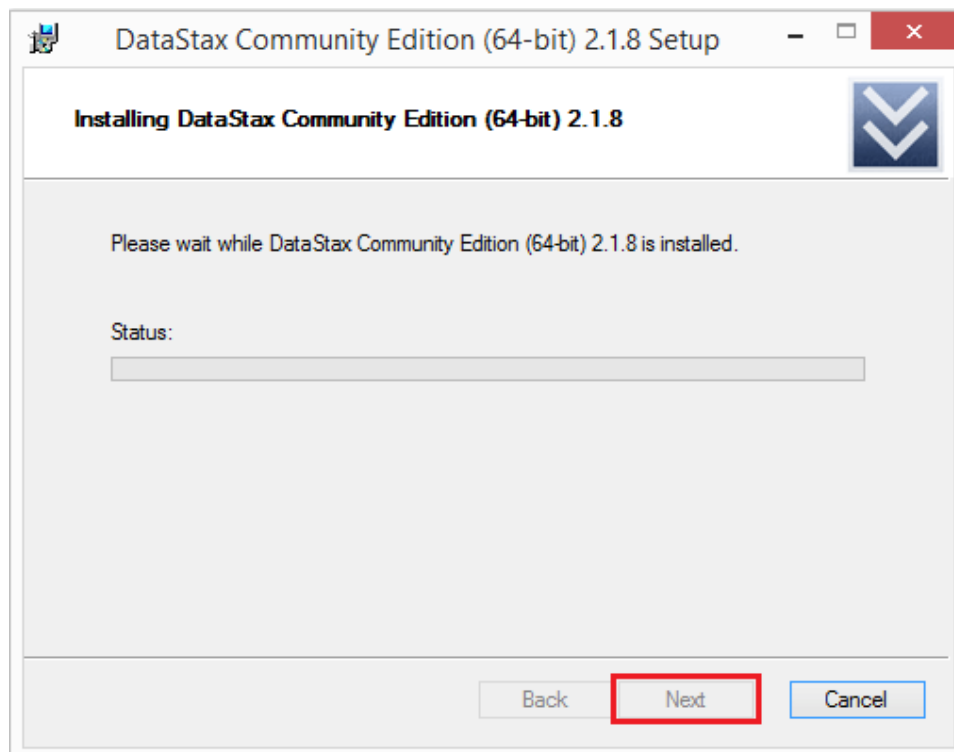 DataStax Community Edition (64-bit) 2.1.8 Setup
Installing DataStax Community Edition (64-bit) 2.1.8
Please wait while DataStax Community Edition (64-bit) 2.1.8 is installed.
Status:
Back Next Cancel